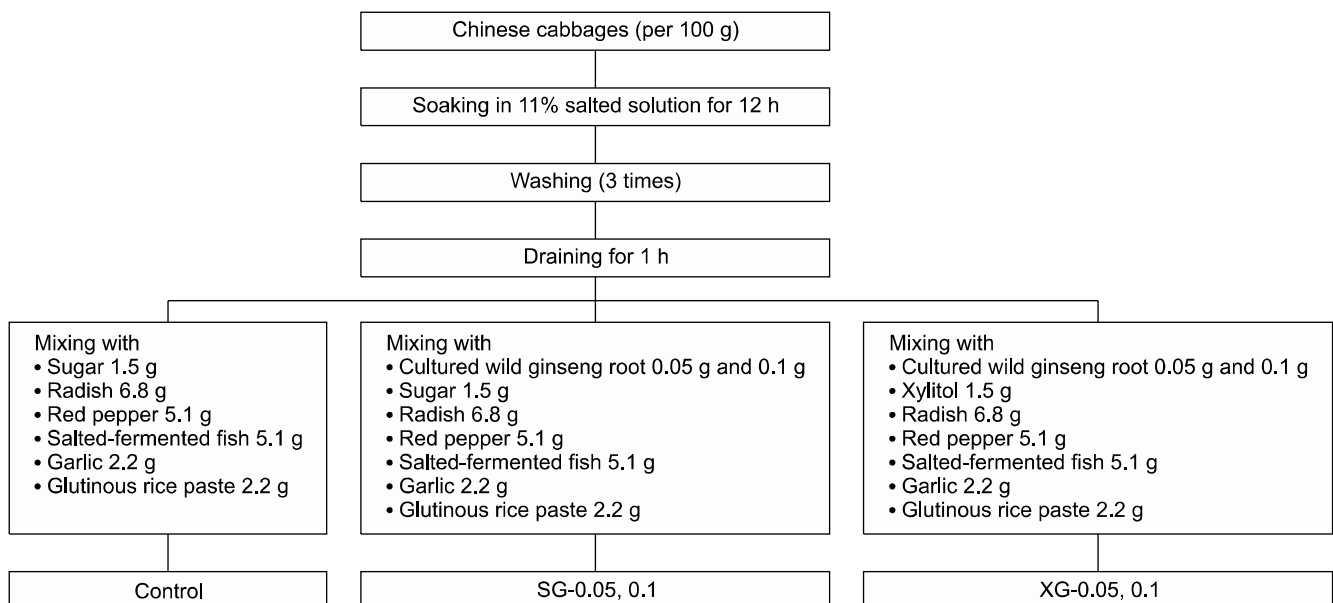 Chinese cabbages (per 100 g)
Soaking in 11% salted solution for 12 h
Washing (3 times)
Draining for 1 h
Mixing with
• Sugar 1.5 g
• Radish 6.8 g
• Red pepper 5.1 g
• Salted-fermented fish 5.1 g
• Garlic 2.2 g
• Glutinous rice paste 2.2 g
Mixing with
• Cultured wild ginseng root 0.05 g and 0.1 g
• Sugar 1.5 g
• Radish 6.8 g
• Red pepper 5.1 g
• Salted-fermented fish 5.1 g
• Garlic 2.2 g
• Glutinous rice paste 2.2 g
Mixing with
• Cultured wild ginseng root 0.05 g and 0.1 g
• Xylitol 1.5 g
• Radish 6.8 g
• Red pepper 5.1 g
• Salted-fermented fish 5.1 g
• Garlic 2.2 g
• Glutinous rice paste 2.2 g
Control
SG-0.05, 0.1
XG-0.05, 0.1